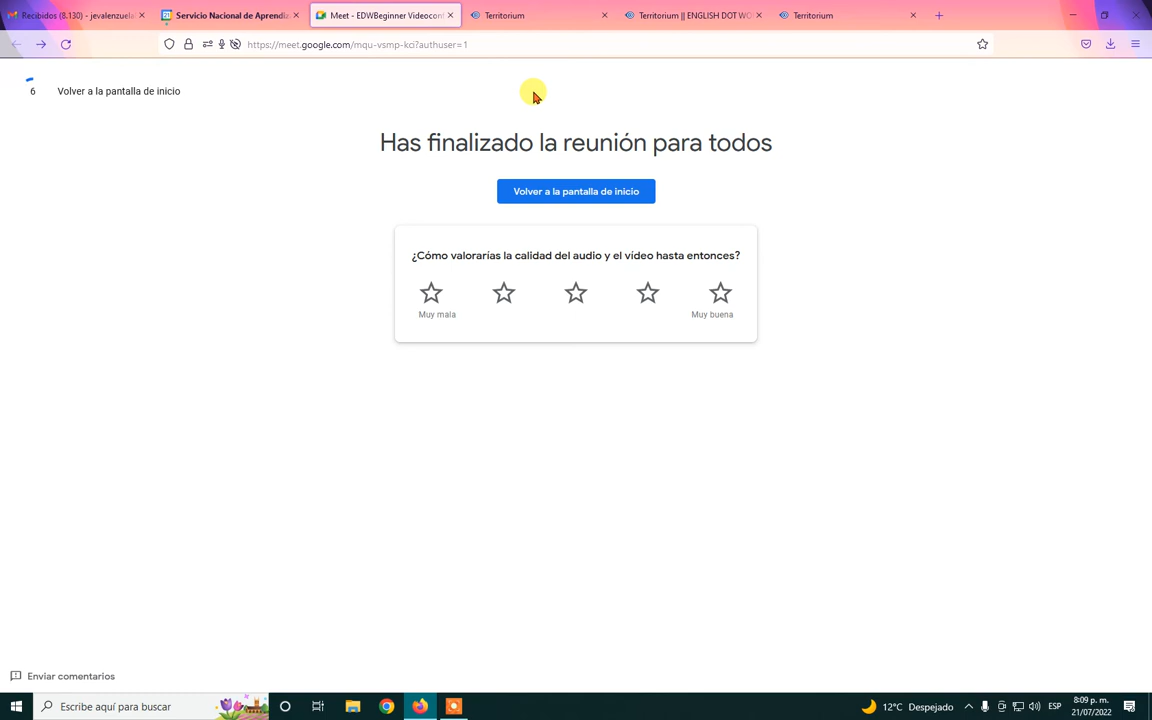 Recibidos (8.130) - jevalenzuela
Servicio Nacional de Aprendiz
Meet - EDWBeginner Videoconf
Territorium
Territorium || ENGLISH DOT WO
Territorium
https://meet.google.com/mqu-vsmp-kci?authuser=1
6 Volver a la pantalla de inicio
Has finalizado la reunión para todos
Volver a la pantalla de inicio
¿Cómo valorarías la calidad del audio y el vídeo hasta entonces?
Muy mala
Muy buena
Enviar comentarios
Escribe aquí para buscar
12°C Despejado
ESP
8:09 p. m.
21/07/2022